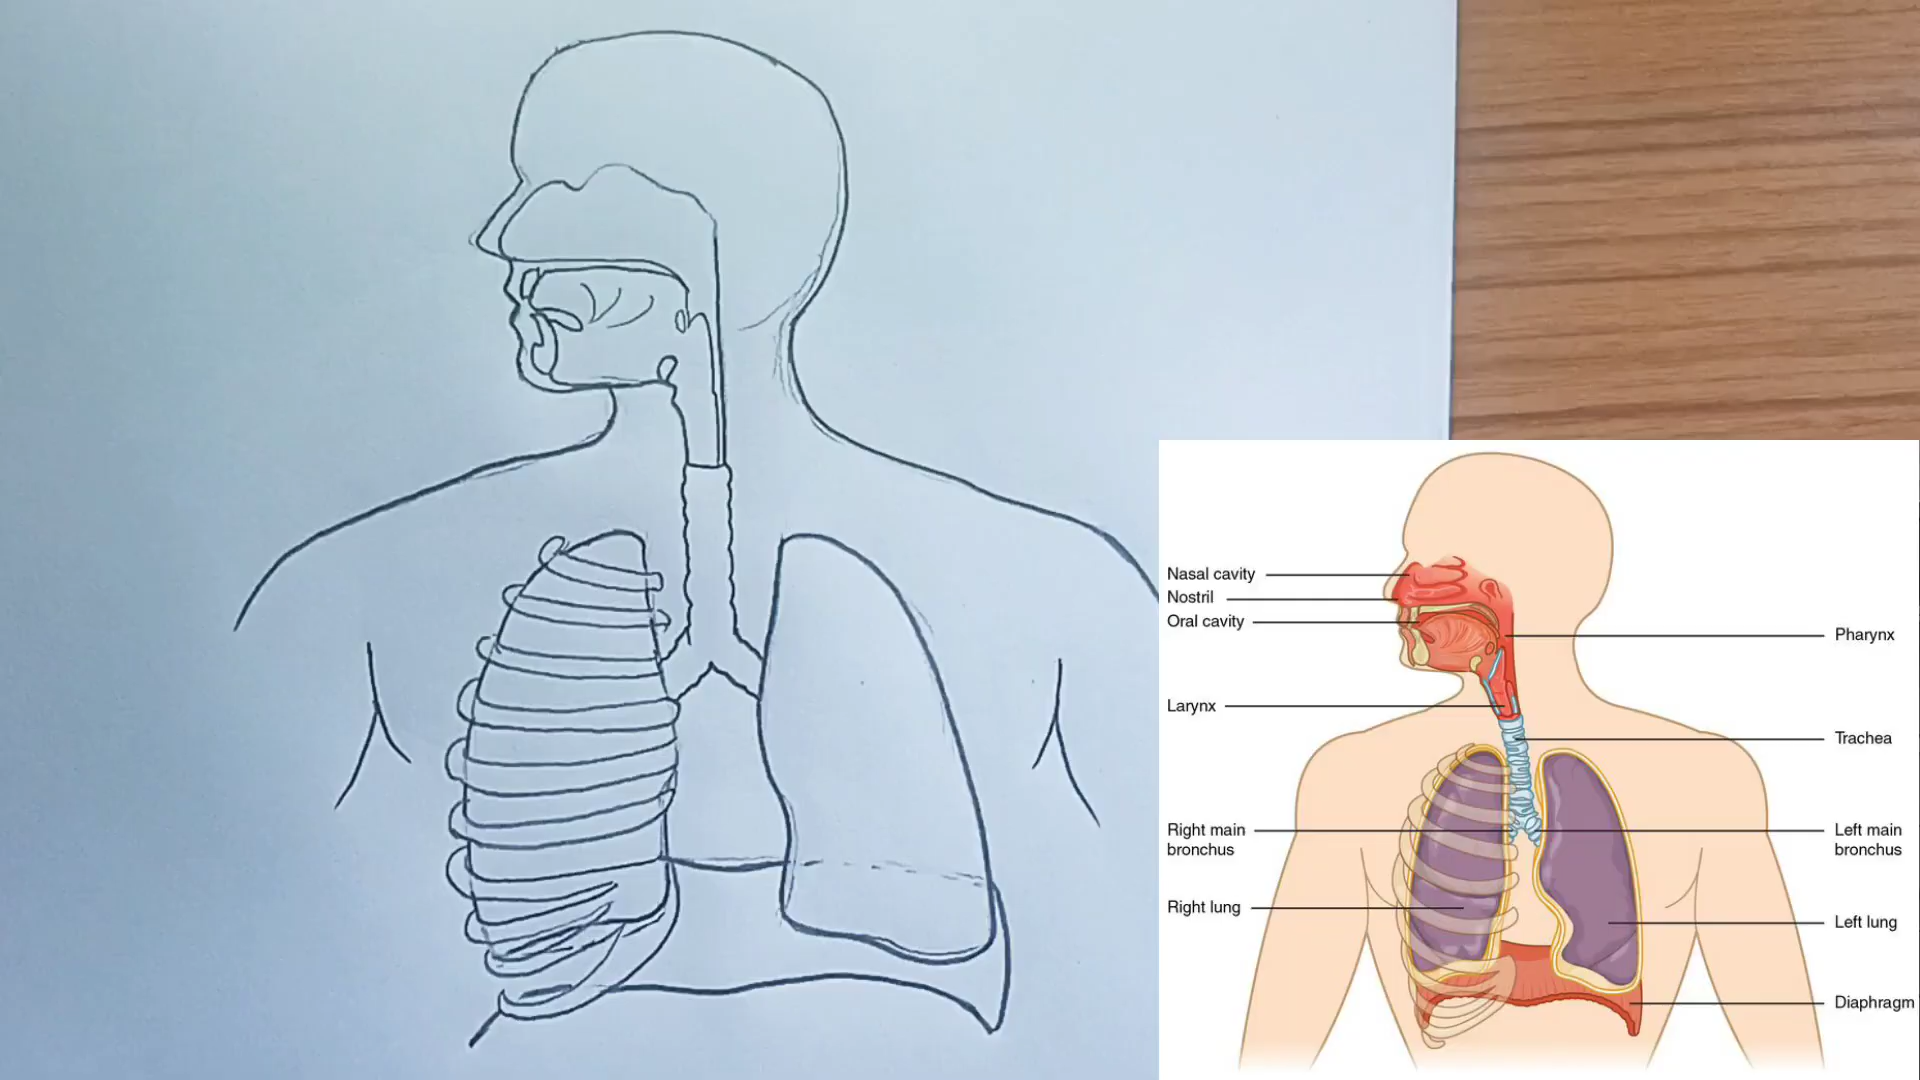 Nasal cavity
Nostril
Oral cavity
Pharynx
Larynx
Trachea
Right main
bronchus
Left main
bronchus
Right lung
Left lung
Diaphragm